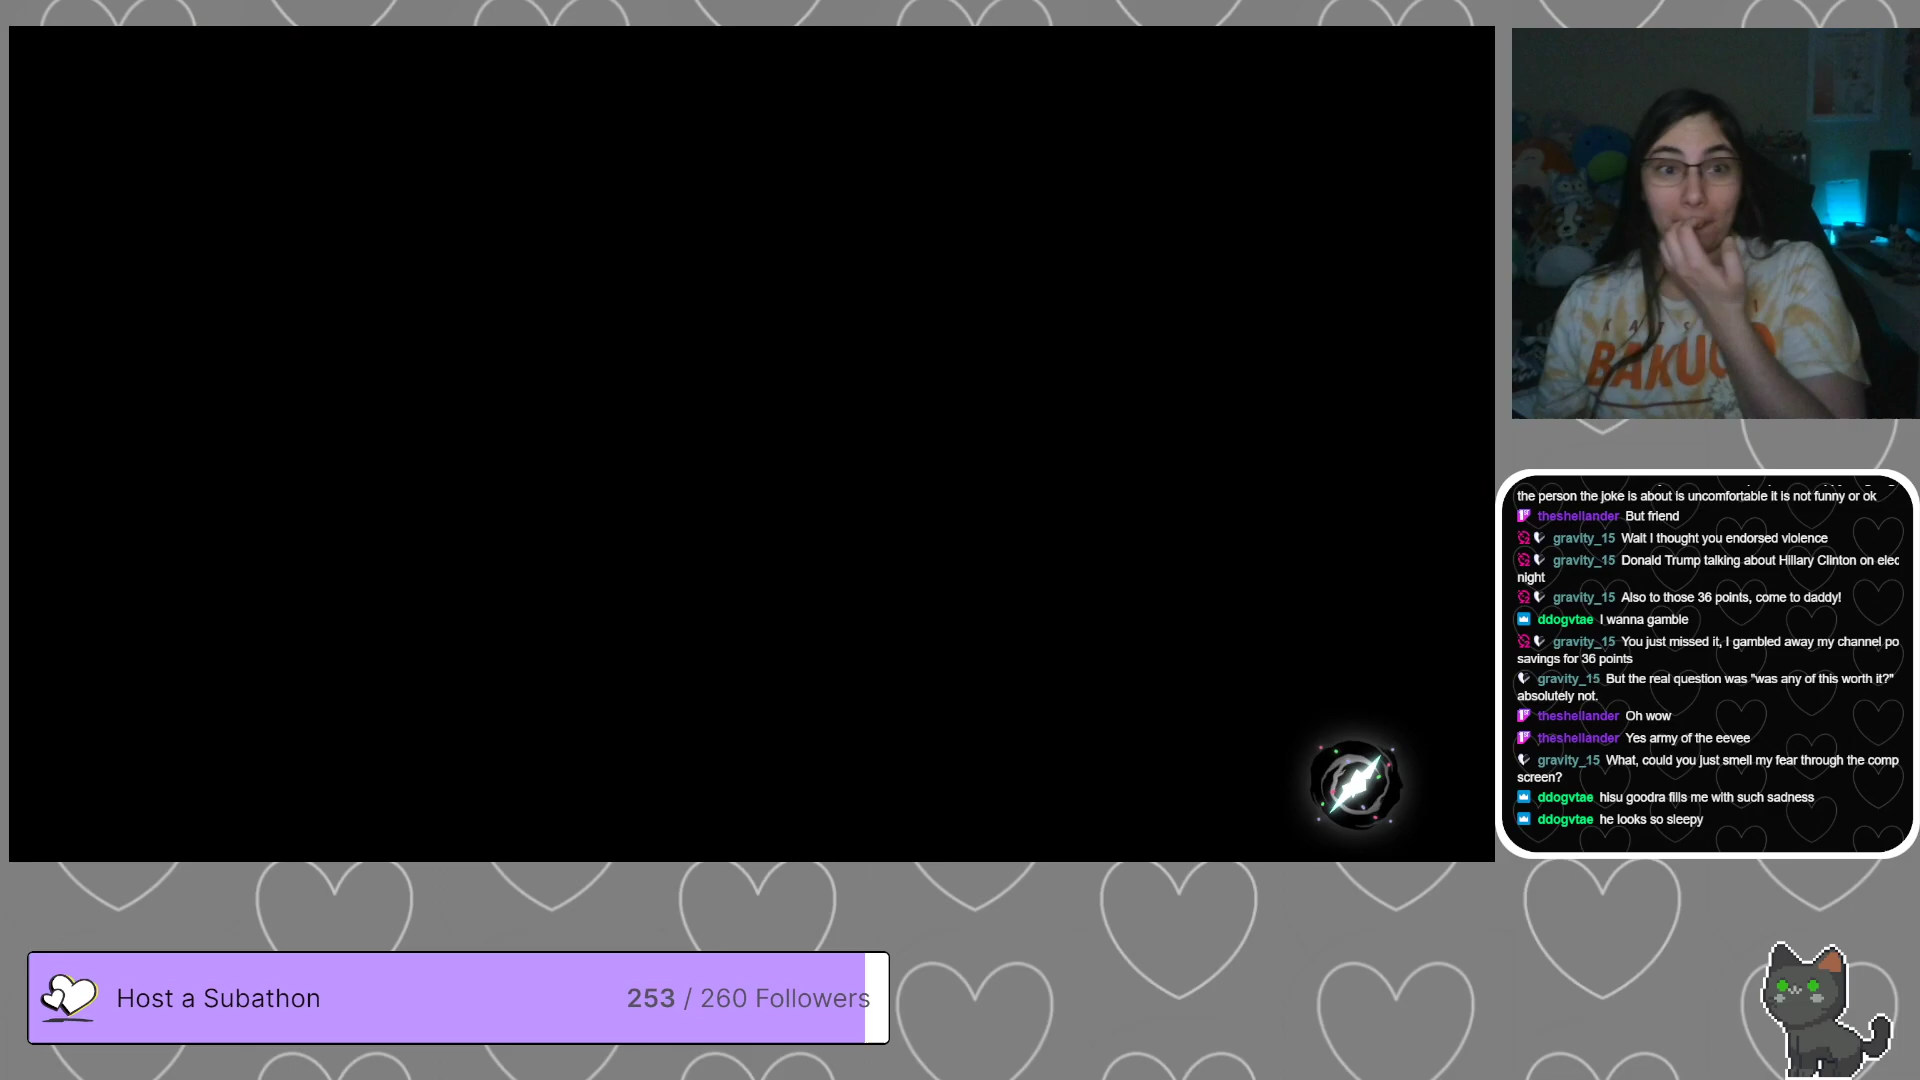 KATS
BAKUGO
the person the joke is about is uncomfortable it is not funny or ok
theshellander But friend
gravity_15 Wait I thought you endorsed violence
gravity_15 Donald Trump talking about Hillary Clinton on elec
night
gravity_15 Also to those 36 points, come to daddy!
ddogvtae I wanna gamble
gravity_15 You just missed it, I gambled away my channel po
savings for 36 points
gravity_15 But the real question was "was any of this worth it?"
absolutely not.
theshellander Oh wow
theshellander Yes army of the eevee
gravity_15 What, could you just smell my fear through the comp
screen?
ddogvtae hisu goodra fills me with such sadness
ddogvtae he looks so sleepy
Host a Subathon 253 / 260 Followers